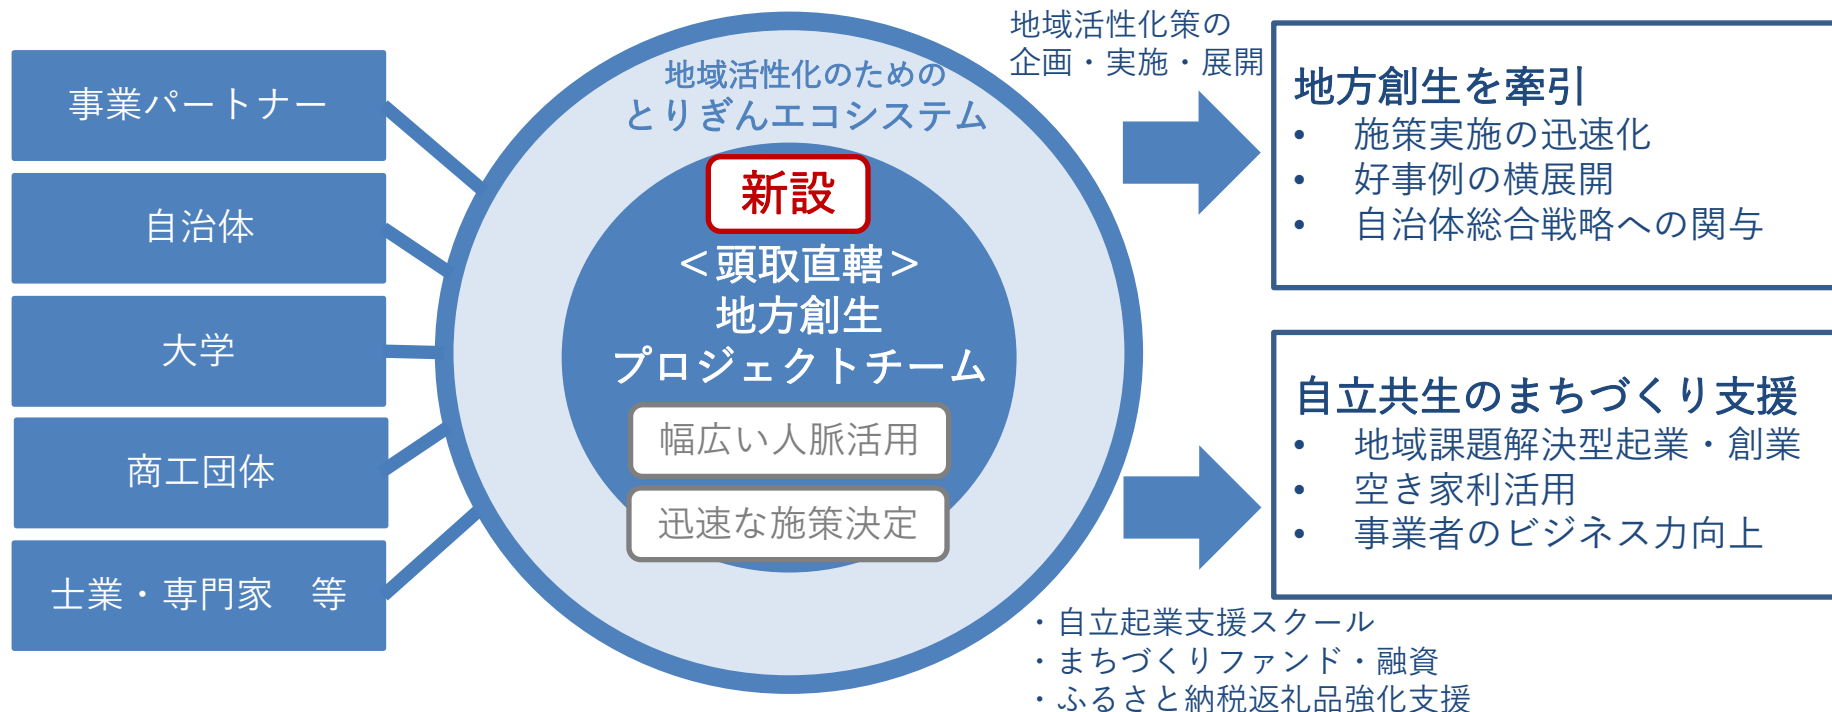 事業パートナー
自治体
大学
商工団体
士業・専門家　等
地域活性化のための
とりぎんエコシステム
新設
＜頭取直轄＞
地方創生
プロジェクトチーム
幅広い人脈活用
迅速な施策決定
地域活性化策の
企画・実施・展開
地方創生を牽引
• 施策実施の迅速化
• 好事例の横展開
• 自治体総合戦略への関与
自立共生のまちづくり支援
• 地域課題解決型起業・創業
• 空き家利活用
• 事業者のビジネス力向上
・自立起業支援スクール
・まちづくりファンド・融資
・ふるさと納税返礼品強化支援